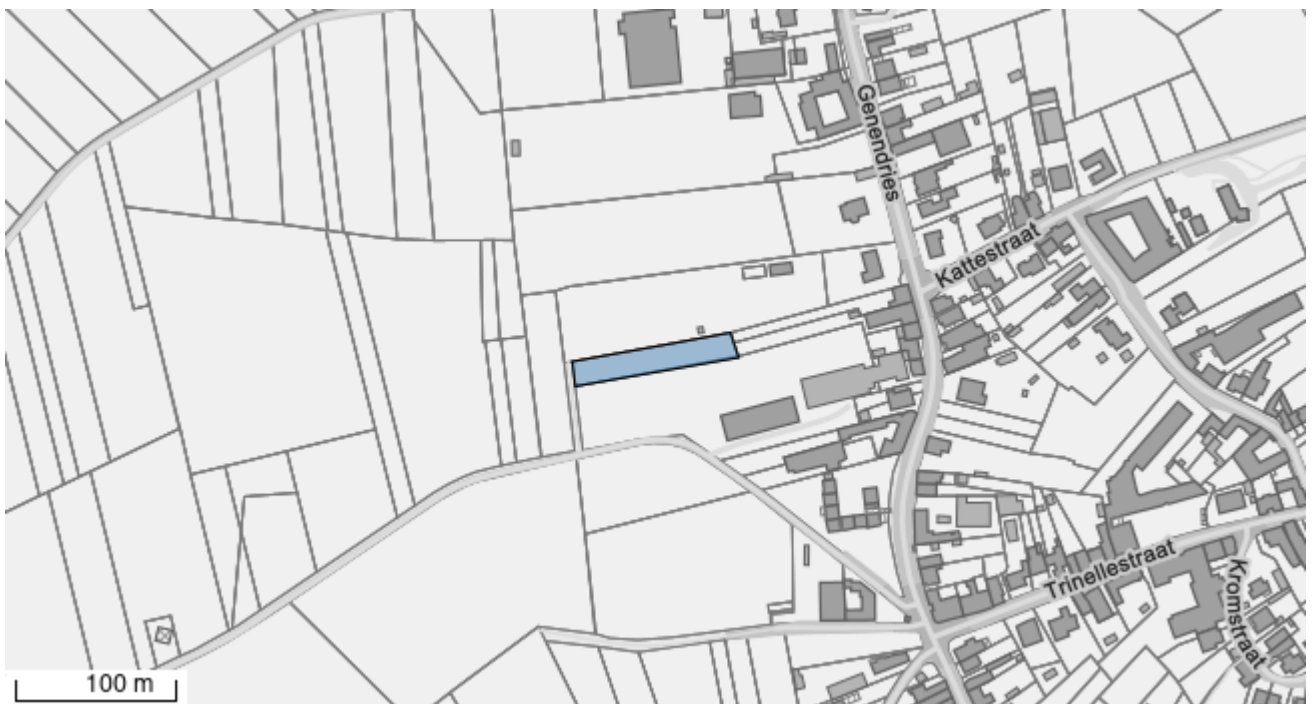 Genendries
Kattestraat
Trinellestraat
Kromstraat
100 m